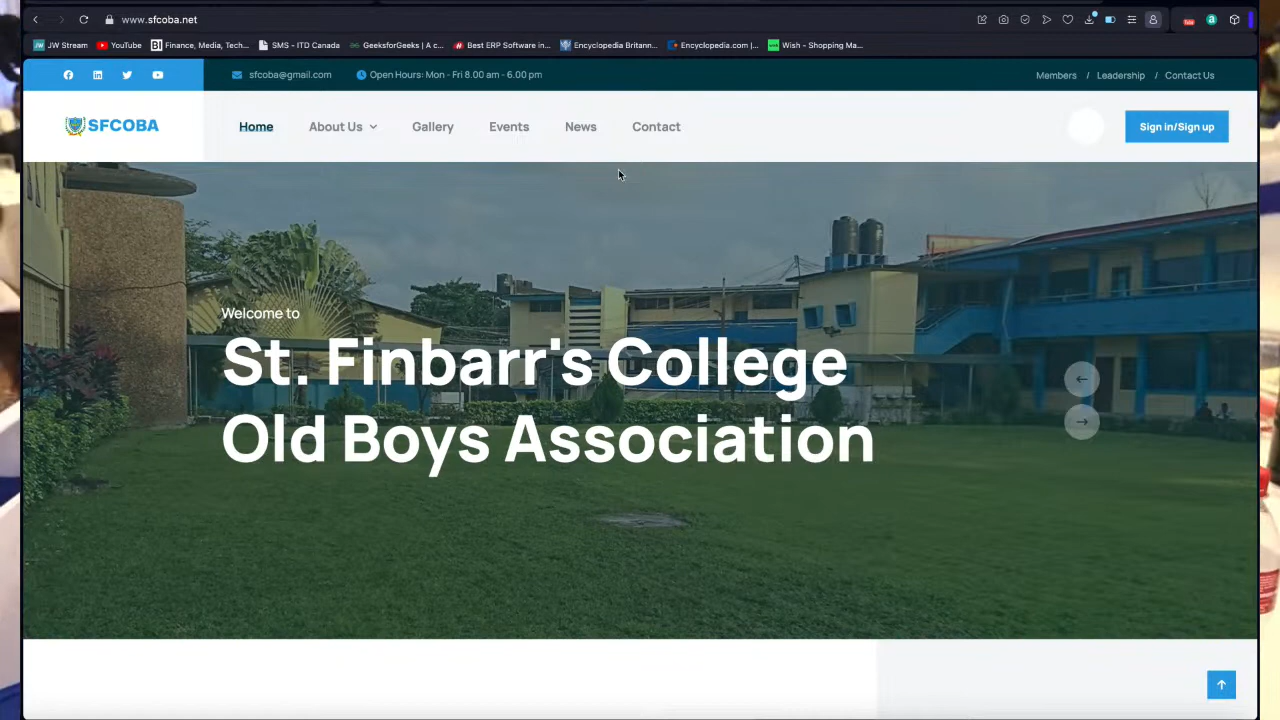 www.sfcoba.net
JW Stream YouTube Finance, Media, Tech... SMS - ITD Canada GeeksforGeeks | A c... Best ERP Software in... Encyclopedia Britann... Encyclopedia.com |... Wish - Shopping Ma...
sfcoba@gmail.com Open Hours: Mon - Fri 8.00 am - 6.00 pm Members / Leadership / Contact Us
SFCOBA Home About Us Gallery Events News Contact Sign in/Sign up
Welcome to
St. Finbarr's College
Old Boys Association